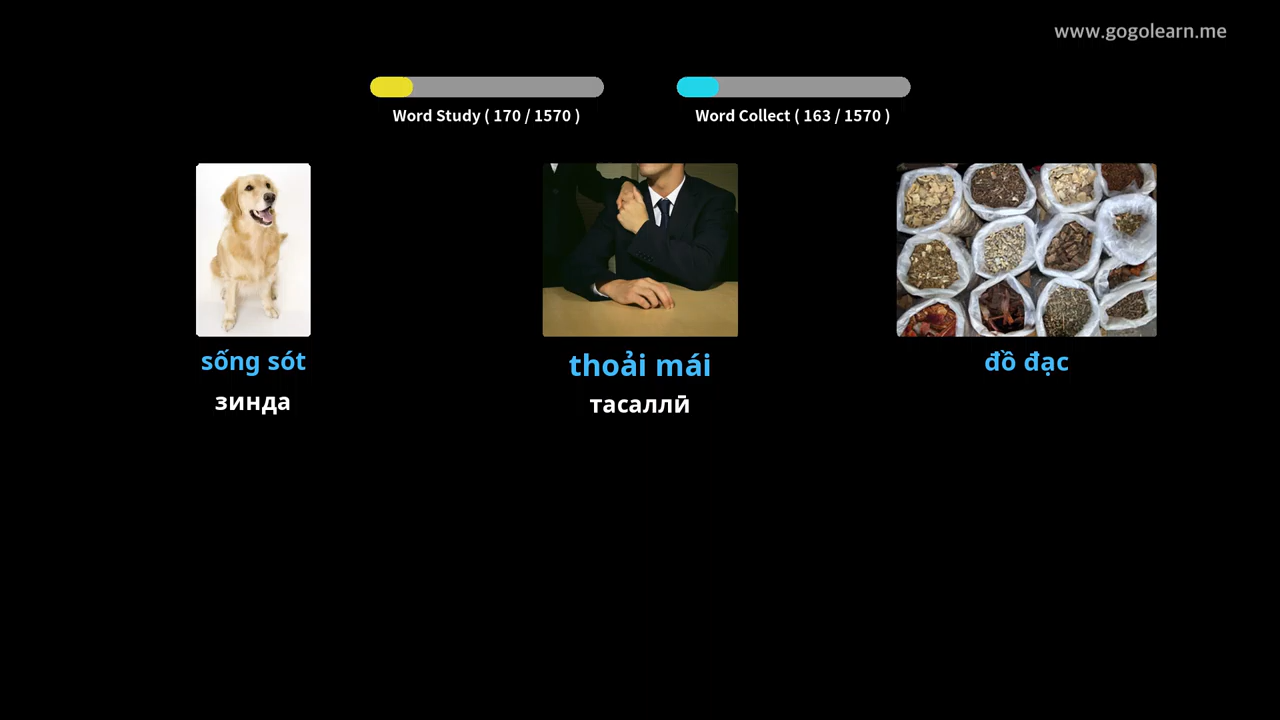 www.gogolearn.me
Word Study ( 170 / 1570 )
Word Collect ( 163 / 1570 )
sống sót
зинда
thoải mái
тасаллӣ
đồ đạc